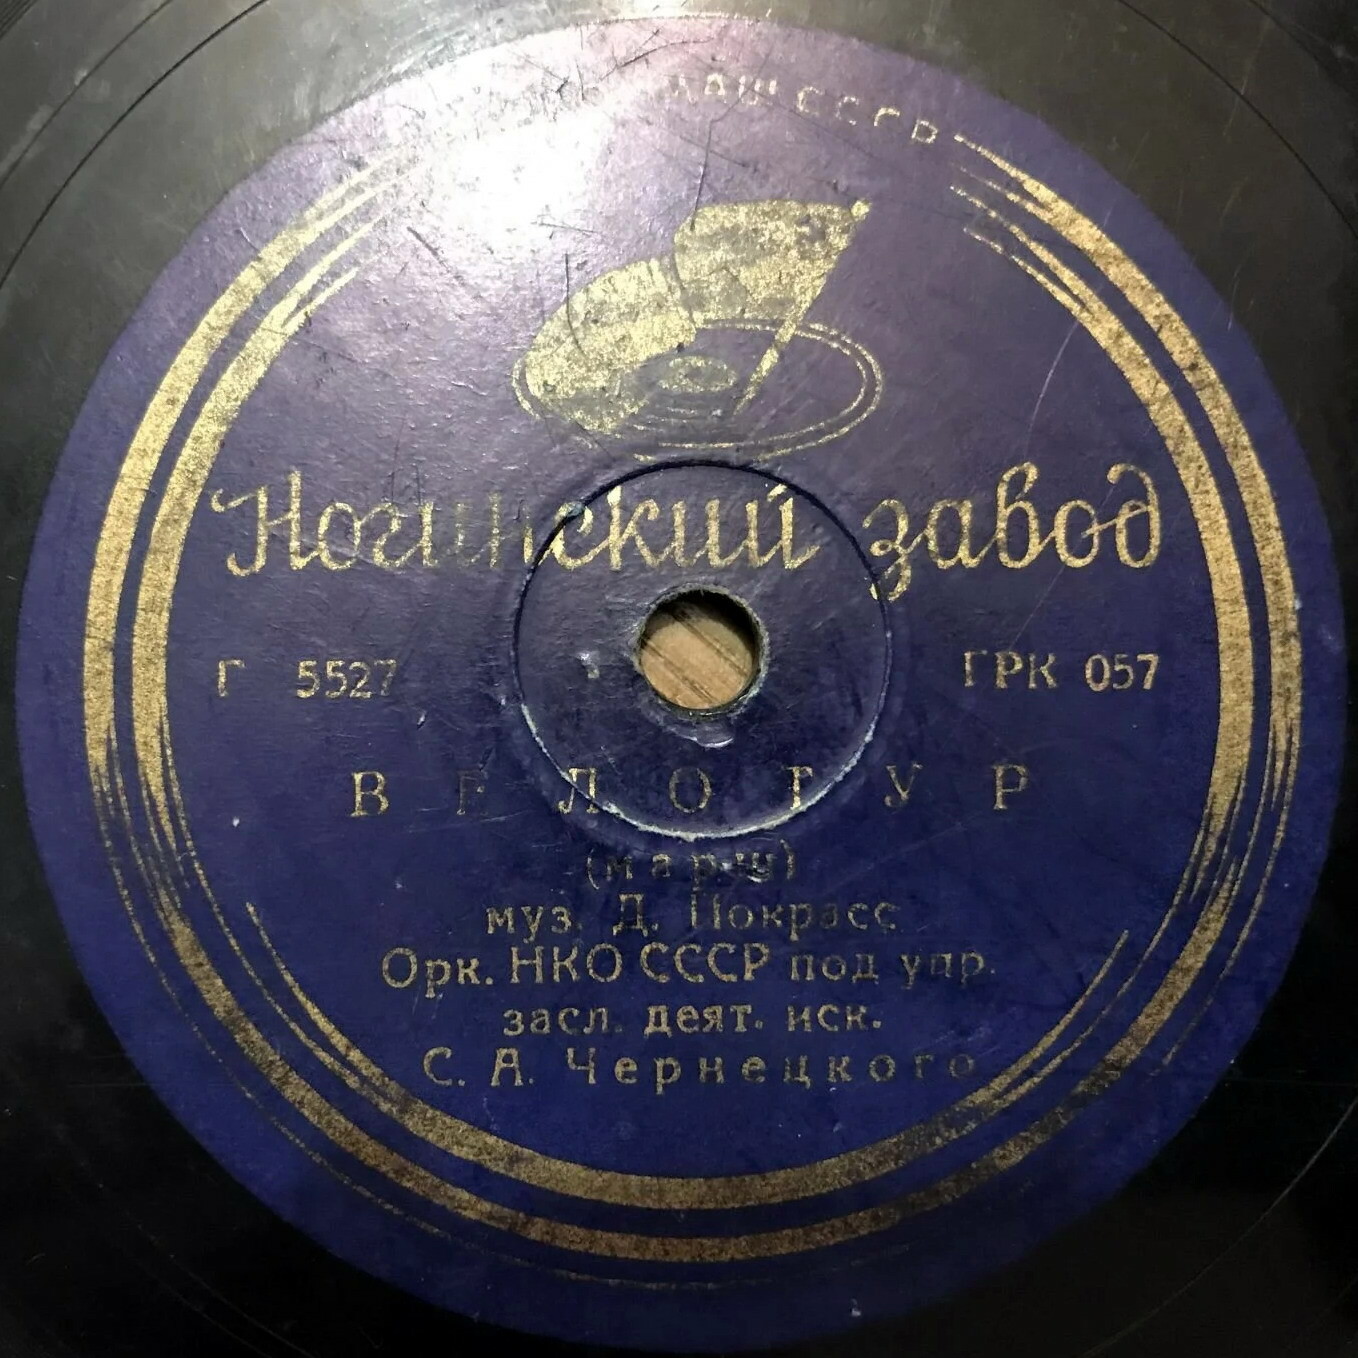 СССР
Ногинский завод
Г 5527 ГРК 057
ВЕЛОТУР
(марш)
муз. Д. Покрасс
Орк. НКО СССР под упр.
засл. деят. иск.
С. А. Чернецкого